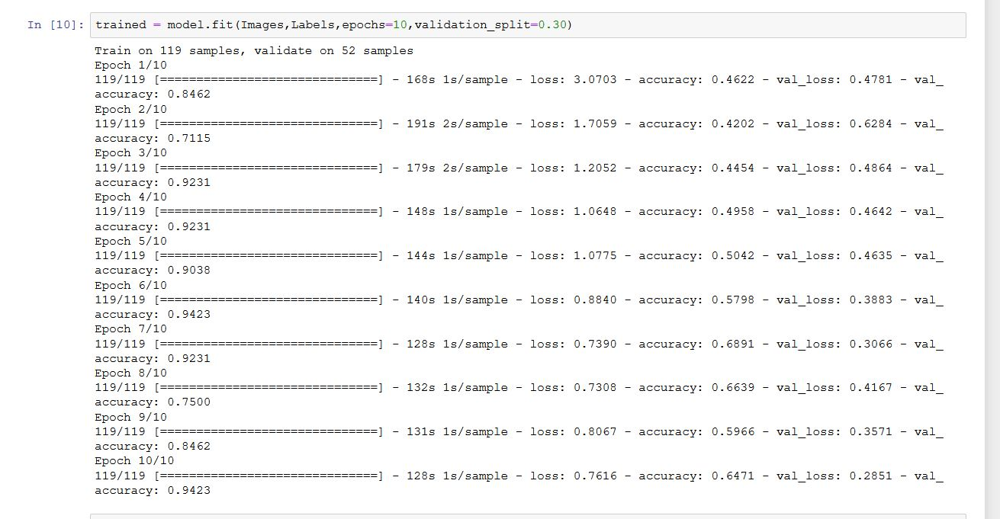 In [10]: trained = model.fit(Images,Labels,epochs=10,validation_split=0.30)
Train on 119 samples, validate on 52 samples
Epoch 1/10
119/119 [==============================] - 168s 1s/sample - loss: 3.0703 - accuracy: 0.4622 - val_loss: 0.4781 - val_
accuracy: 0.8462
Epoch 2/10
119/119 [==============================] - 191s 2s/sample - loss: 1.7059 - accuracy: 0.4202 - val_loss: 0.6284 - val_
accuracy: 0.7115
Epoch 3/10
119/119 [==============================] - 179s 2s/sample - loss: 1.2052 - accuracy: 0.4454 - val_loss: 0.4864 - val_
accuracy: 0.9231
Epoch 4/10
119/119 [==============================] - 148s 1s/sample - loss: 1.0648 - accuracy: 0.4958 - val_loss: 0.4642 - val_
accuracy: 0.9231
Epoch 5/10
119/119 [==============================] - 144s 1s/sample - loss: 1.0775 - accuracy: 0.5042 - val_loss: 0.4635 - val_
accuracy: 0.9038
Epoch 6/10
119/119 [==============================] - 140s 1s/sample - loss: 0.8840 - accuracy: 0.5798 - val_loss: 0.3883 - val_
accuracy: 0.9423
Epoch 7/10
119/119 [==============================] - 128s 1s/sample - loss: 0.7390 - accuracy: 0.6891 - val_loss: 0.3066 - val_
accuracy: 0.9231
Epoch 8/10
119/119 [==============================] - 132s 1s/sample - loss: 0.7308 - accuracy: 0.6639 - val_loss: 0.4167 - val_
accuracy: 0.7500
Epoch 9/10
119/119 [==============================] - 131s 1s/sample - loss: 0.8067 - accuracy: 0.5966 - val_loss: 0.3571 - val_
accuracy: 0.8462
Epoch 10/10
119/119 [==============================] - 128s 1s/sample - loss: 0.7616 - accuracy: 0.6471 - val_loss: 0.2851 - val_
accuracy: 0.9423